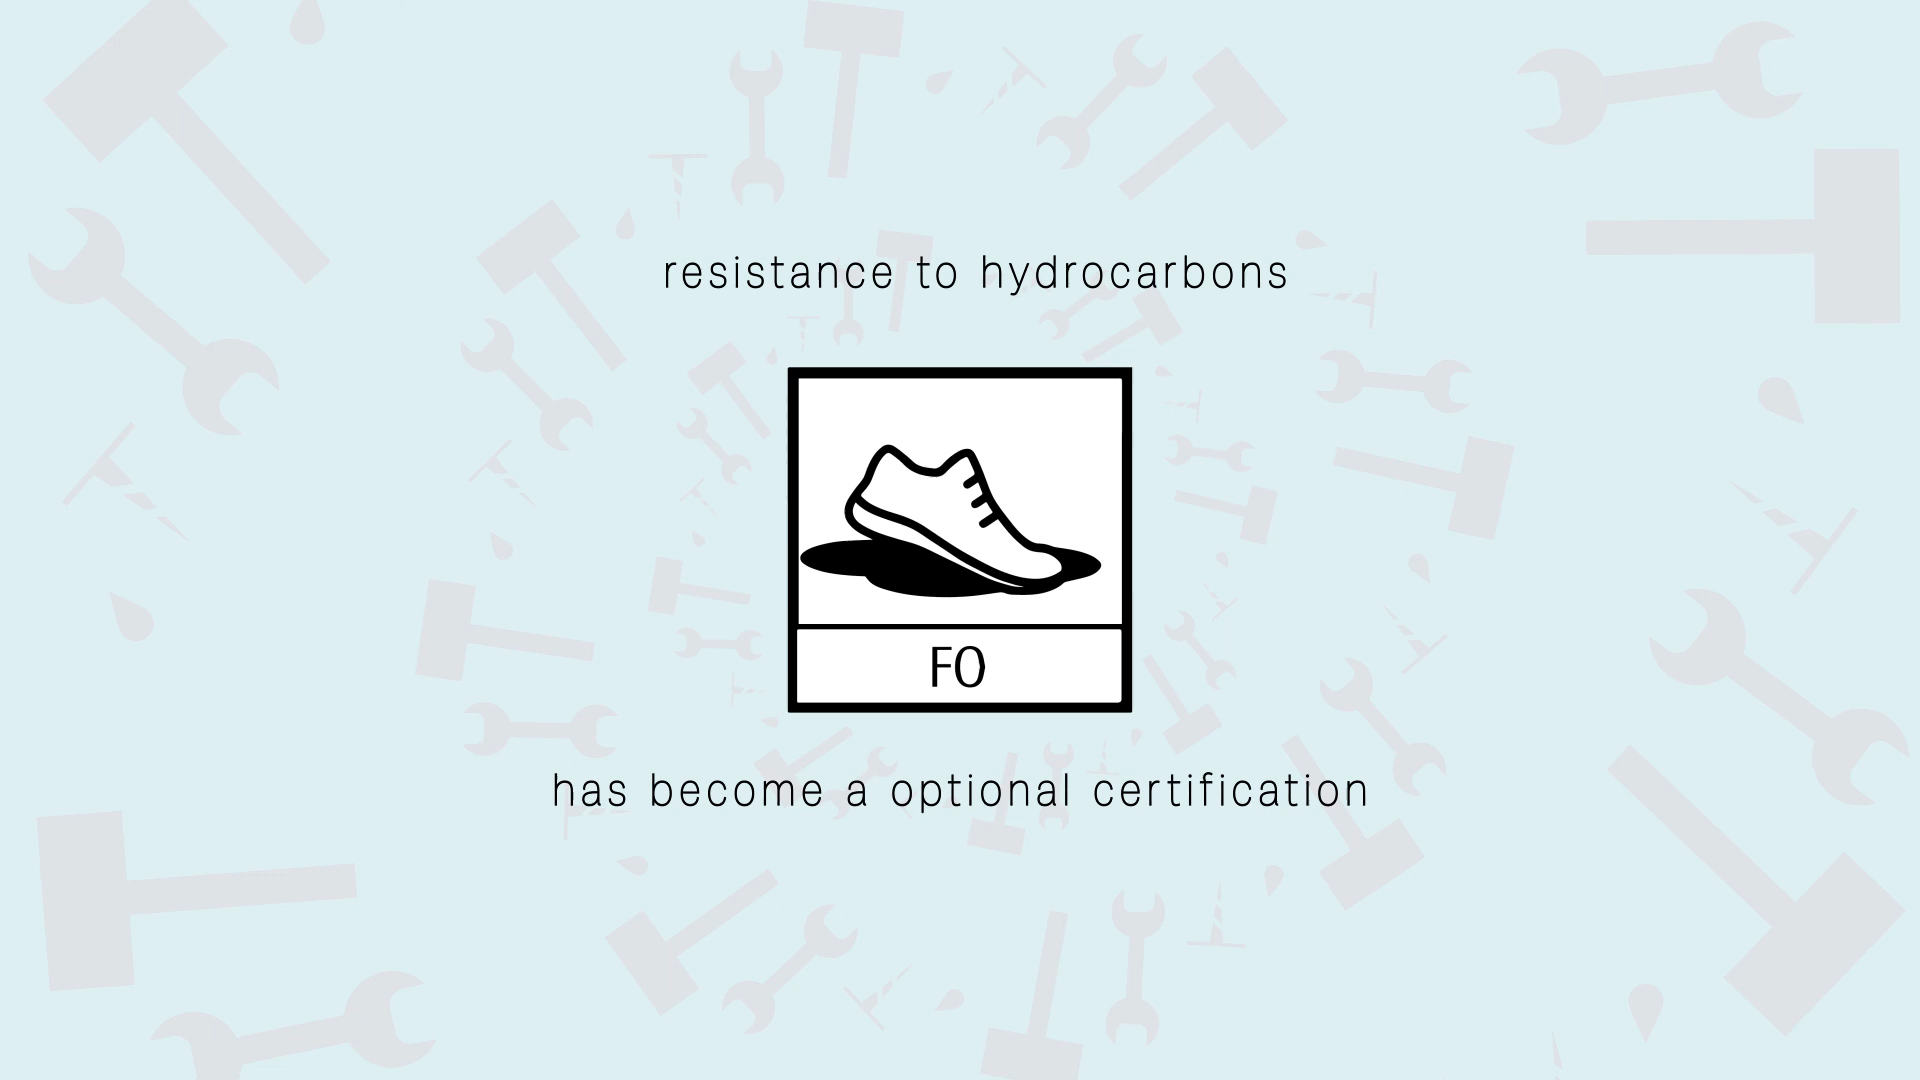 resistance to hydrocarbons
FO
has become a optional certification